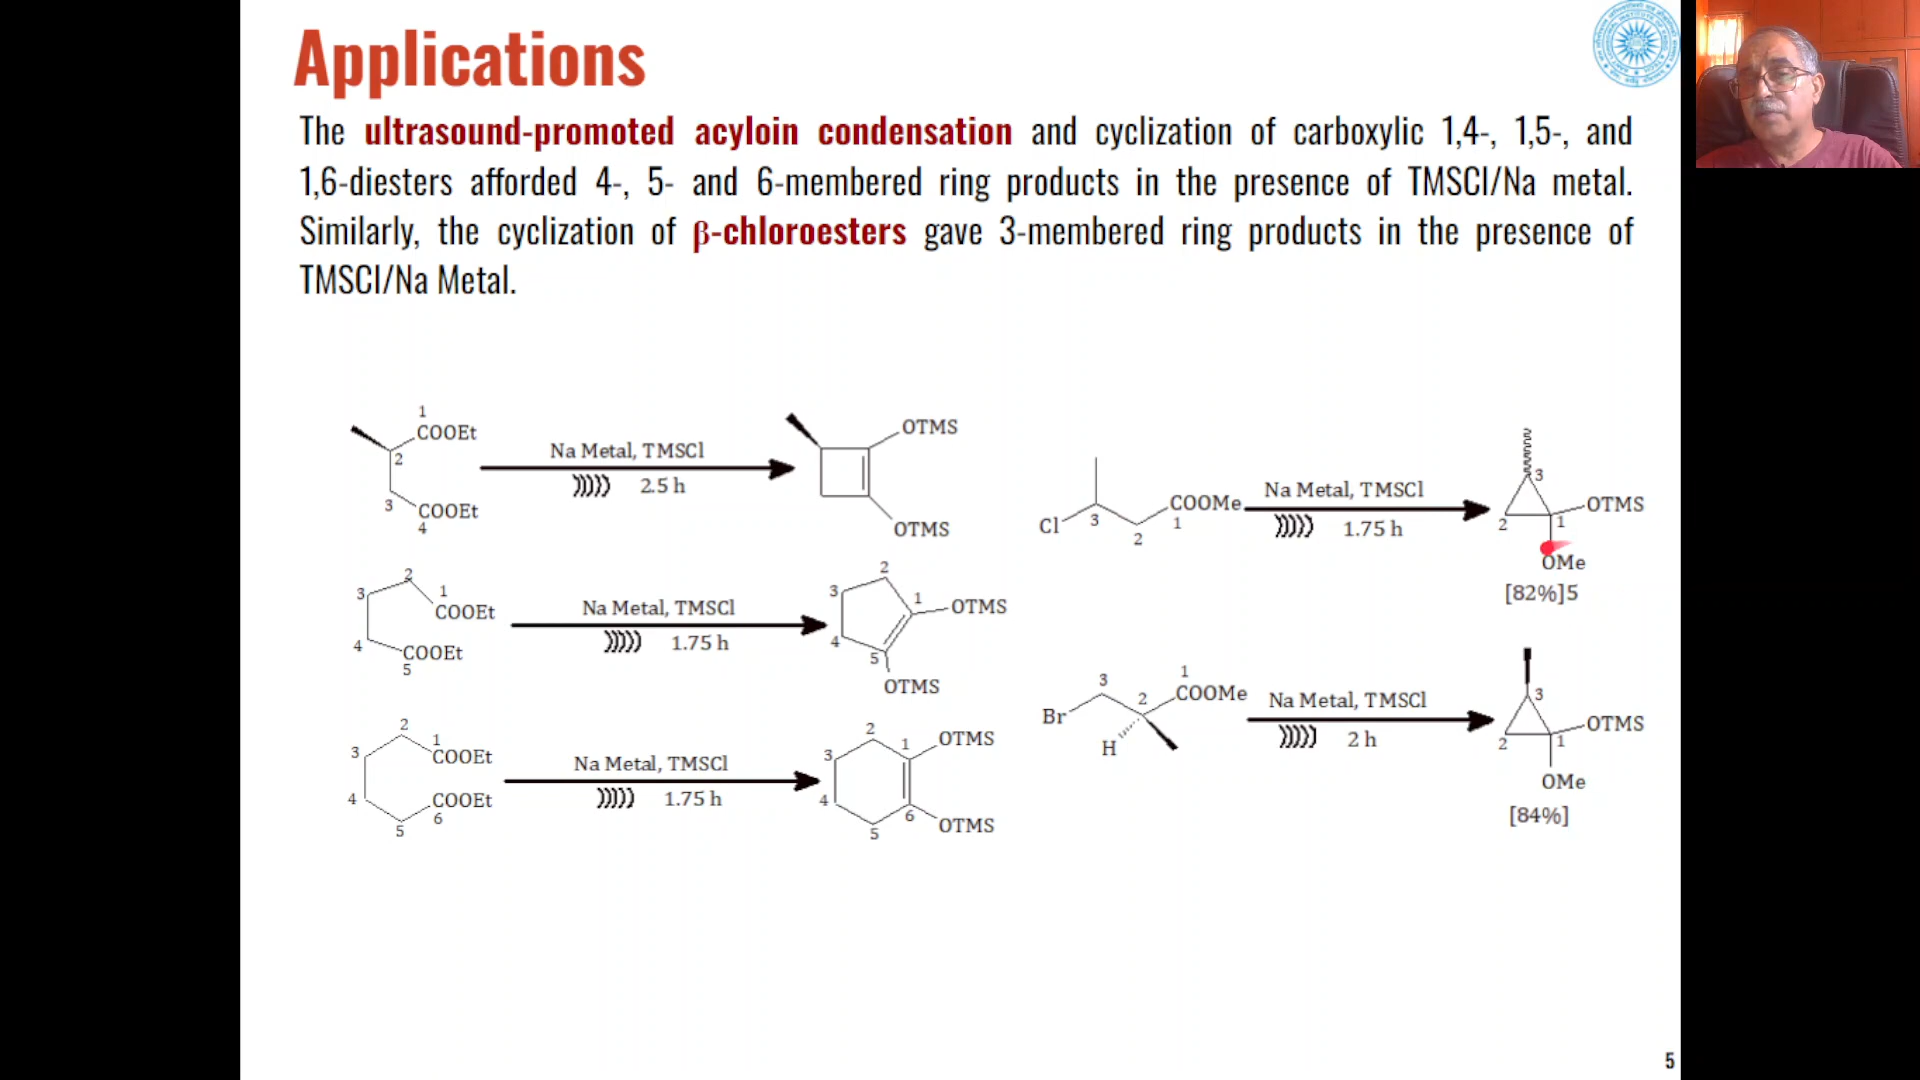 Applications
The ultrasound-promoted acyloin condensation and cyclization of carboxylic 1,4-, 1,5-, and
1,6-diesters afforded 4-, 5- and 6-membered ring products in the presence of TMSCl/Na metal.
Similarly, the cyclization of β-chloroesters gave 3-membered ring products in the presence of
TMSCl/Na Metal.
1
COOEt
2
3
COOEt
4
Na Metal, TMSCl
))))) 2.5 h
OTMS
OTMS
2
3
1
COOEt
4
COOEt
5
Na Metal, TMSCl
))))) 1.75 h
2
3
1
OTMS
4
5
OTMS
2
1
3
COOEt
4
COOEt
6
5
Na Metal, TMSCl
))))) 1.75 h
2
1
OTMS
3
4
6
5
OTMS
Cl
3
2
COOMe
1
Na Metal, TMSCl
))))) 1.75 h
3
OTMS
2
1
OMe
[82%]5
1
3
COOMe
2
Br
H
Na Metal, TMSCl
))))) 2 h
3
OTMS
2
1
OMe
[84%]
5